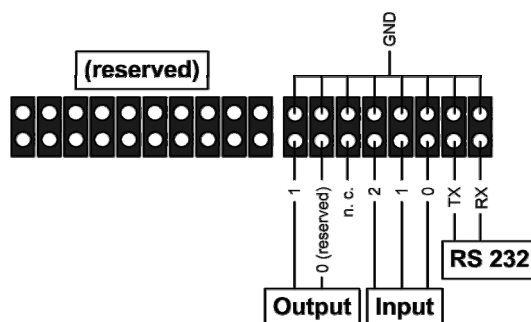 GND
(reserved)
1
0 (reserved)
n. c.
2
1
0
TX
RX
RS 232
Output
Input